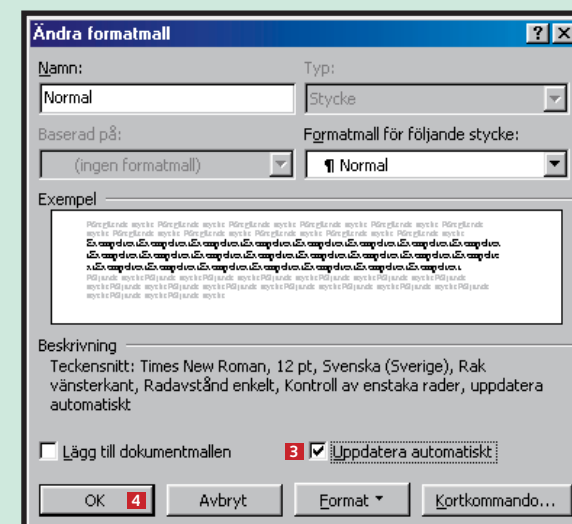 Ändra formatmall
Namn: Typ:
Normal Stycke
Baserad på: Formatmall för följande stycke:
(ingen formatmall) ¶ Normal
Exempel
Beskrivning
Teckensnitt: Times New Roman, 12 pt, Svenska (Sverige), Rak
vänsterkant, Radavstånd enkelt, Kontroll av enstaka rader, uppdatera
automatiskt
Lägg till dokumentmallen 3 Uppdatera automatiskt
OK 4 Avbryt Format Kortkommando...